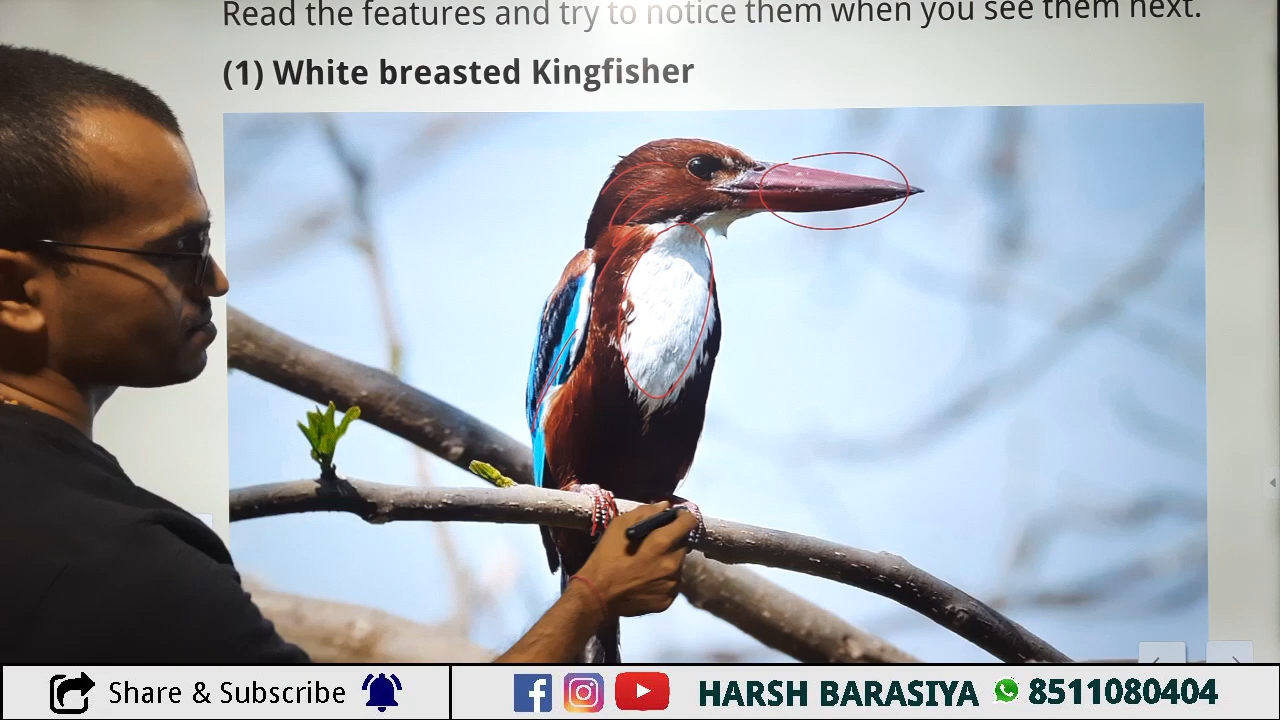 Read the features and try to notice them when you see them next.
(1) White breasted Kingfisher
Share & Subscribe
HARSH BARASIYA 8511080404